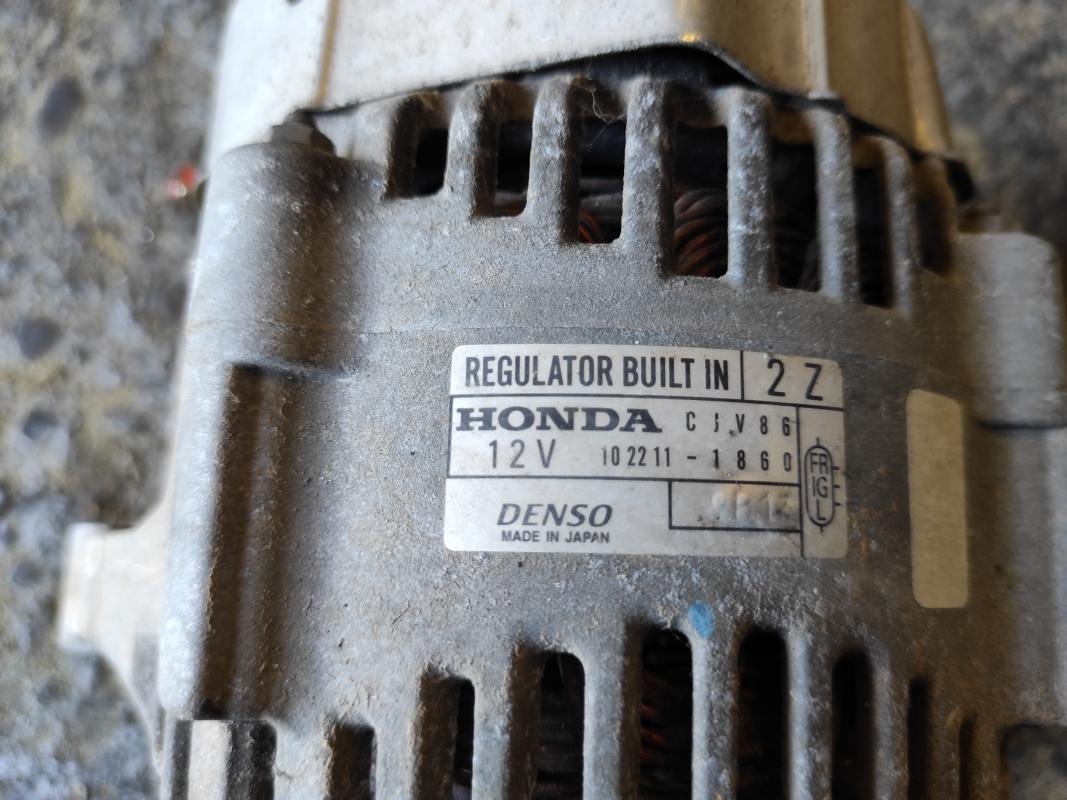 REGULATOR BUILT IN 2 Z
HONDA CJV86
12V 102211-1860
FR
IG
L
DENSO
MADE IN JAPAN